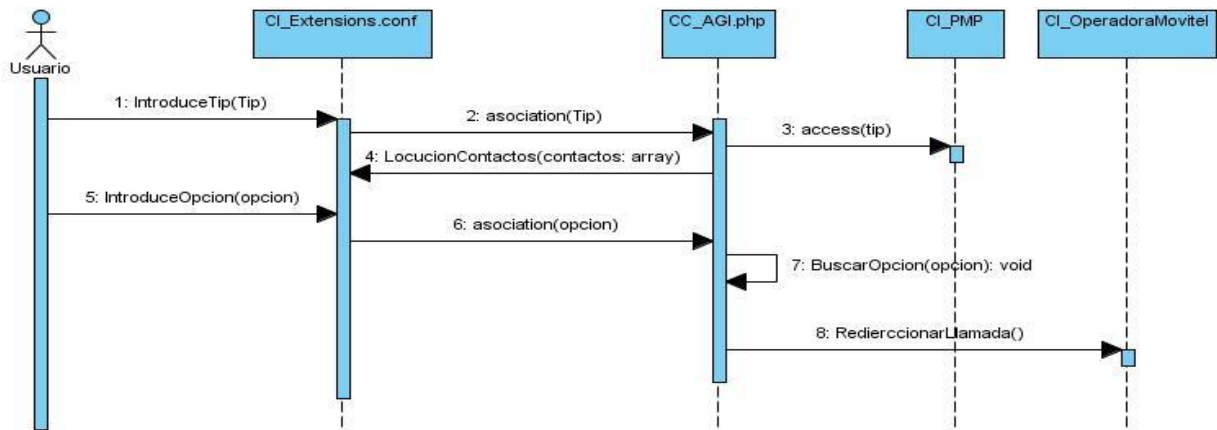 CI_Extensions.conf
CC_AGI.php
CI_PMP
CI_OperadoraMovitel
Usuario
1: IntroduceTip(Tip)
2: asociation(Tip)
3: access(tip)
4: LocucionContactos(contactos: array)
5: IntroduceOpcion(opcion)
6: asociation(opcion)
7: BuscarOpcion(opcion): void
8: RedierccionarLlamada()